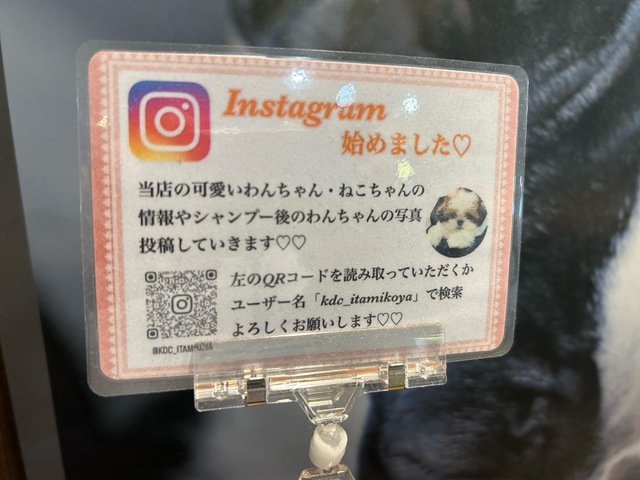 Instagram
始めました♡
当店の可愛いわんちゃん・ねこちゃんの
情報やシャンプー後のわんちゃんの写真
投稿していきます♡♡
左のQRコードを読み取っていただくか
ユーザー名「kdc_itamikoya」で検索
よろしくお願いします♡♡
@KDC_ITAMIKOYA